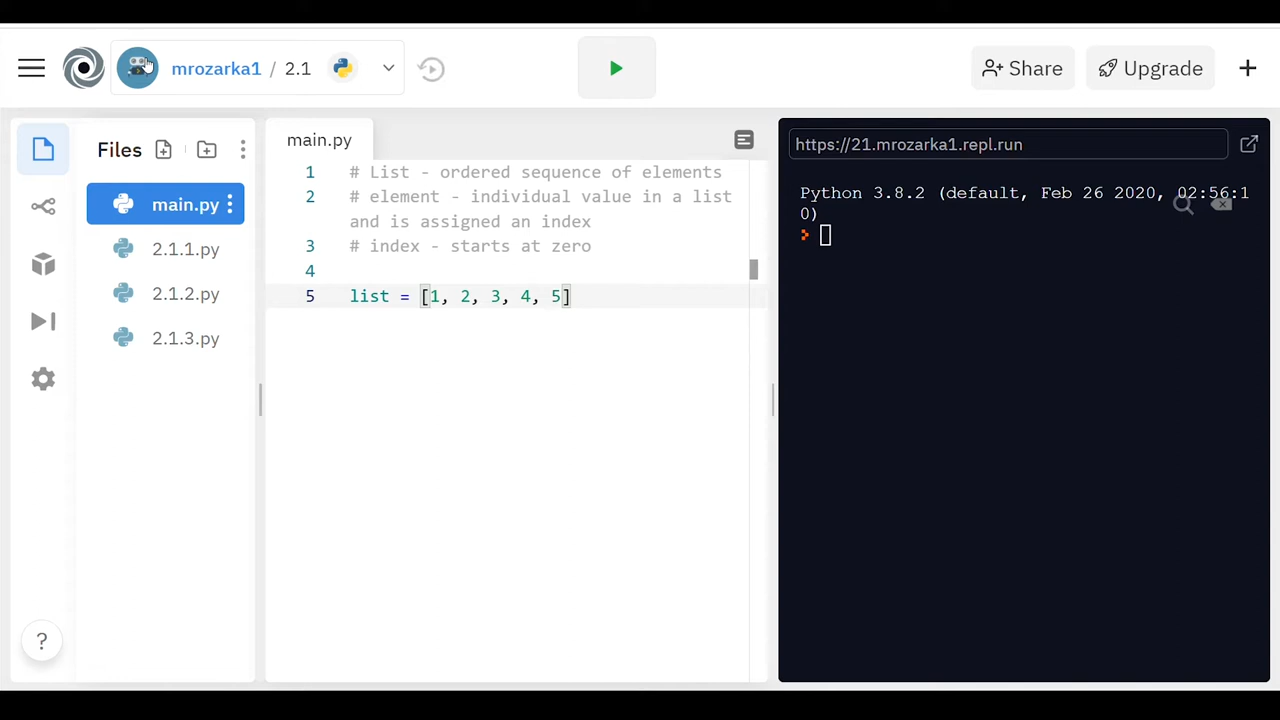 mrozarka1 / 2.1
Share
Upgrade
Files
main.py
2.1.1.py
2.1.2.py
2.1.3.py
?
main.py
1 # List - ordered sequence of elements
2 # element - individual value in a list
and is assigned an index
3 # index - starts at zero
4
5 list = [1, 2, 3, 4, 5]
https://21.mrozarka1.repl.run
Python 3.8.2 (default, Feb 26 2020, 02:56:1
0)
>